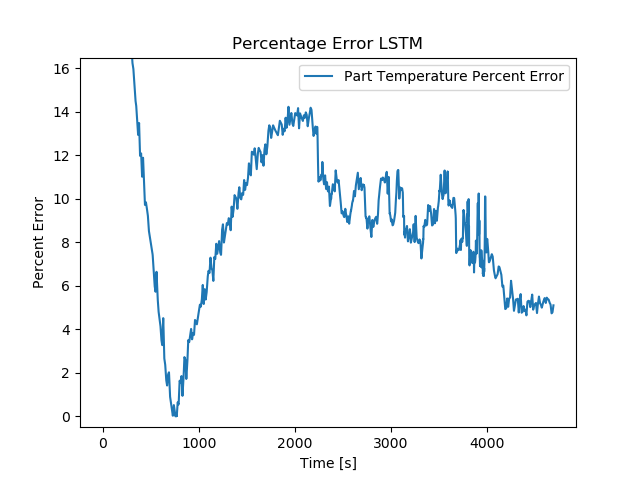 Percentage Error LSTM
Part Temperature Percent Error
16
14
12
10
8
6
4
2
0
Percent Error
0 1000 2000 3000 4000
Time [s]